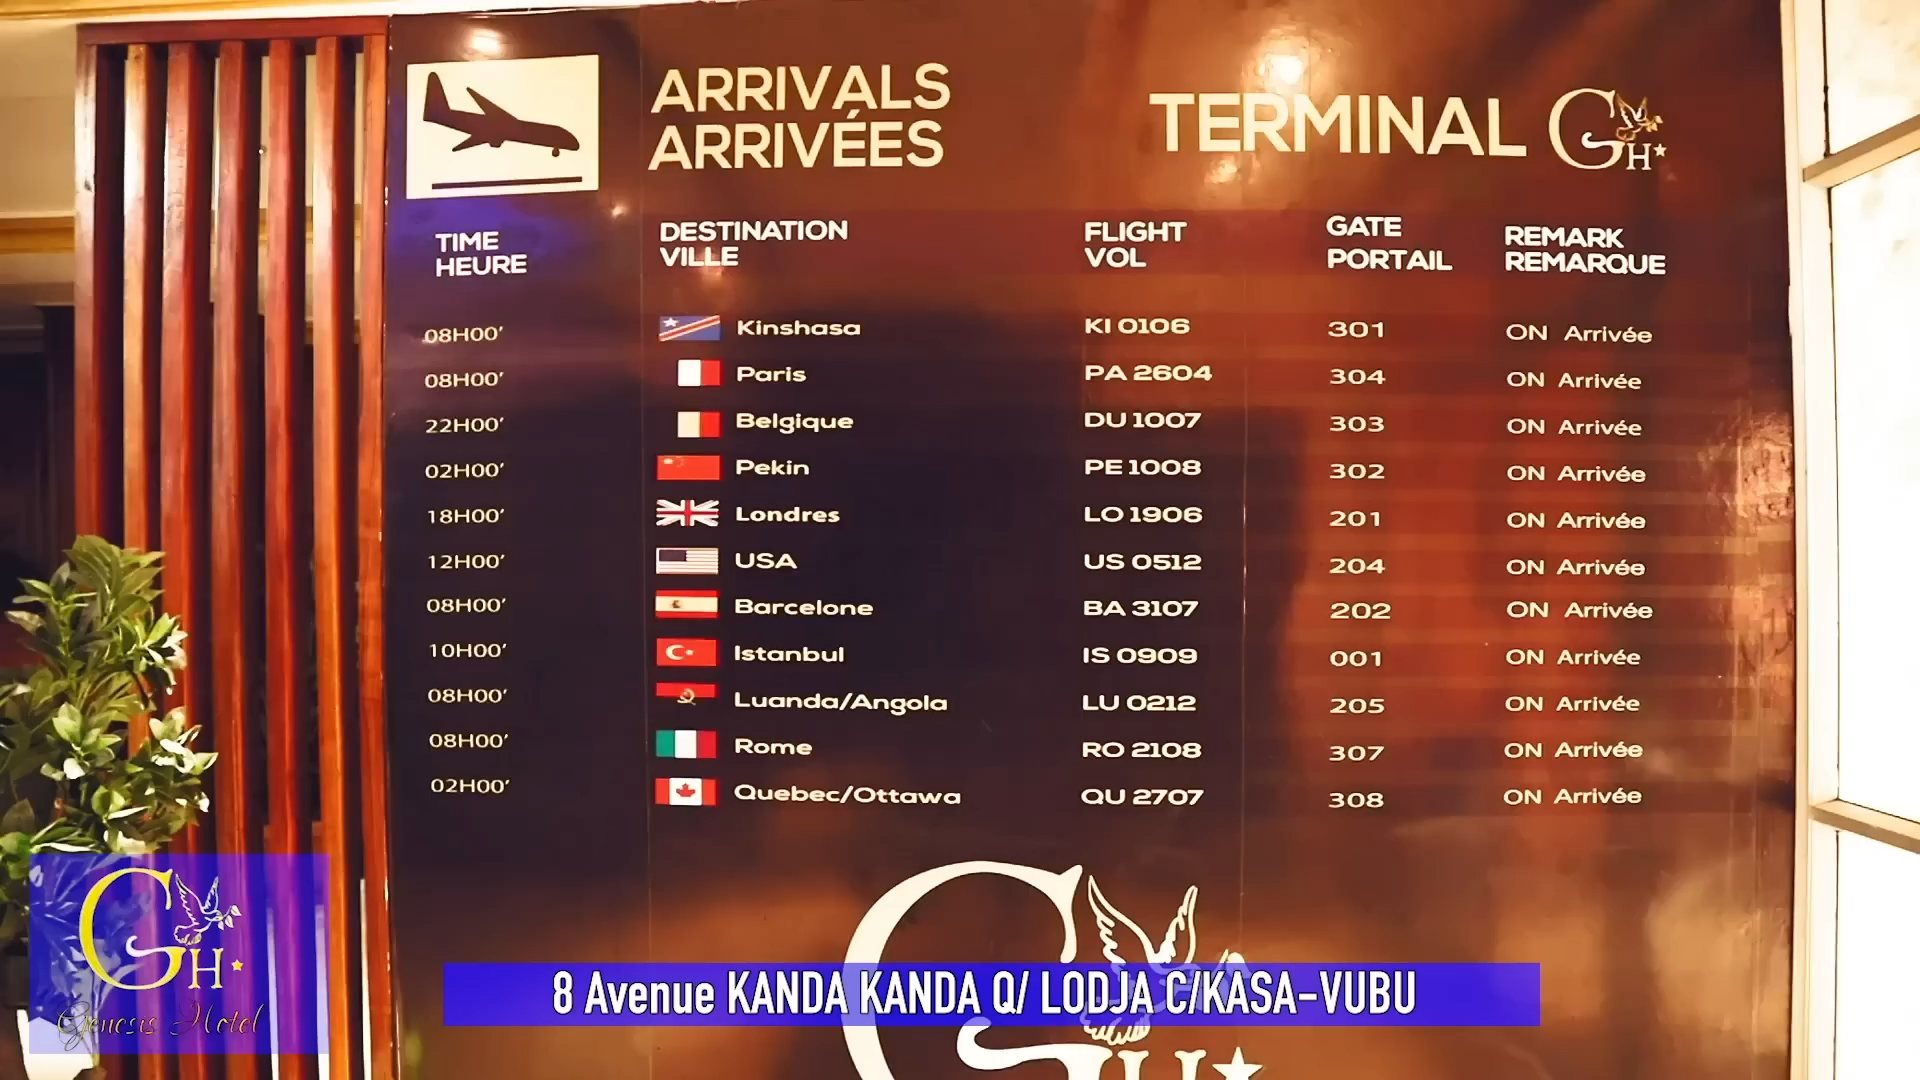 ARRIVALS
ARRIVÉES
TERMINAL GH
TIME DESTINATION FLIGHT GATE REMARK
HEURE VILLE VOL PORTAIL REMARQUE
08H00' Kinshasa KI 0106 301 ON Arrivée
08H00' Paris PA 2604 304 ON Arrivée
22H00' Belgique DU 1007 303 ON Arrivée
02H00' Pekin PE 1008 302 ON Arrivée
18H00' Londres LO 1906 201 ON Arrivée
12H00' USA US 0512 204 ON Arrivée
08H00' Barcelone BA 3107 202 ON Arrivée
10H00' Istanbul IS 0909 001 ON Arrivée
08H00' Luanda/Angola LU 0212 205 ON Arrivée
08H00' Rome RO 2108 307 ON Arrivée
02H00' Quebec/Ottawa QU 2707 308 ON Arrivée
GH
GH
Genesis Hotel
8 Avenue KANDA KANDA Q/ LODJA C/KASA-VUBU